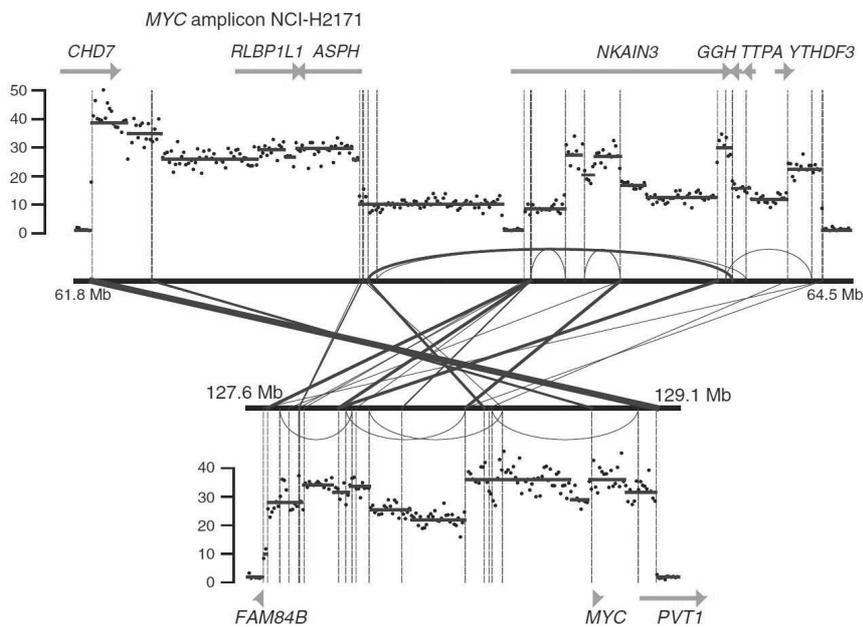 MYC amplicon NCI-H2171
CHD7 RLBP1L1 ASPH NKAIN3 GGH TTPA YTHDF3
50
40
30
20
10
0
61.8 Mb 64.5 Mb
127.6 Mb 129.1 Mb
40
30
20
10
0
FAM84B MYC PVT1